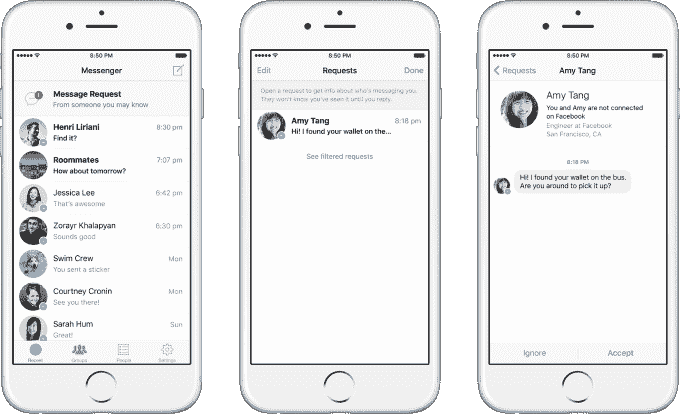 8:50 PM
Messenger
Message Request
From someone you may know
Henri Liriani 8:30 pm
Find it?
Roommates 7:07 pm
How about tomorrow?
Jessica Lee 6:42 pm
That's awesome
Zorayr Khalapyan 6:30 pm
Sounds good
Swim Crew Mon
You sent a sticker
Courtney Cronin Mon
See you there!
Sarah Hum Sun
Great!
Recent Groups People Settings
8:50 PM
Edit Requests Done
Open a request to get info about who's messaging you.
They won't know you've seen it until you reply.
Amy Tang 8:18 pm
Hi! I found your wallet on the...
See filtered requests
8:50 PM
Requests Amy Tang
Amy Tang
You and Amy are not connected
on Facebook
Engineer at Facebook
San Francisco, CA
8:18 PM
Hi! I found your wallet on the bus.
Are you around to pick it up?
Ignore Accept